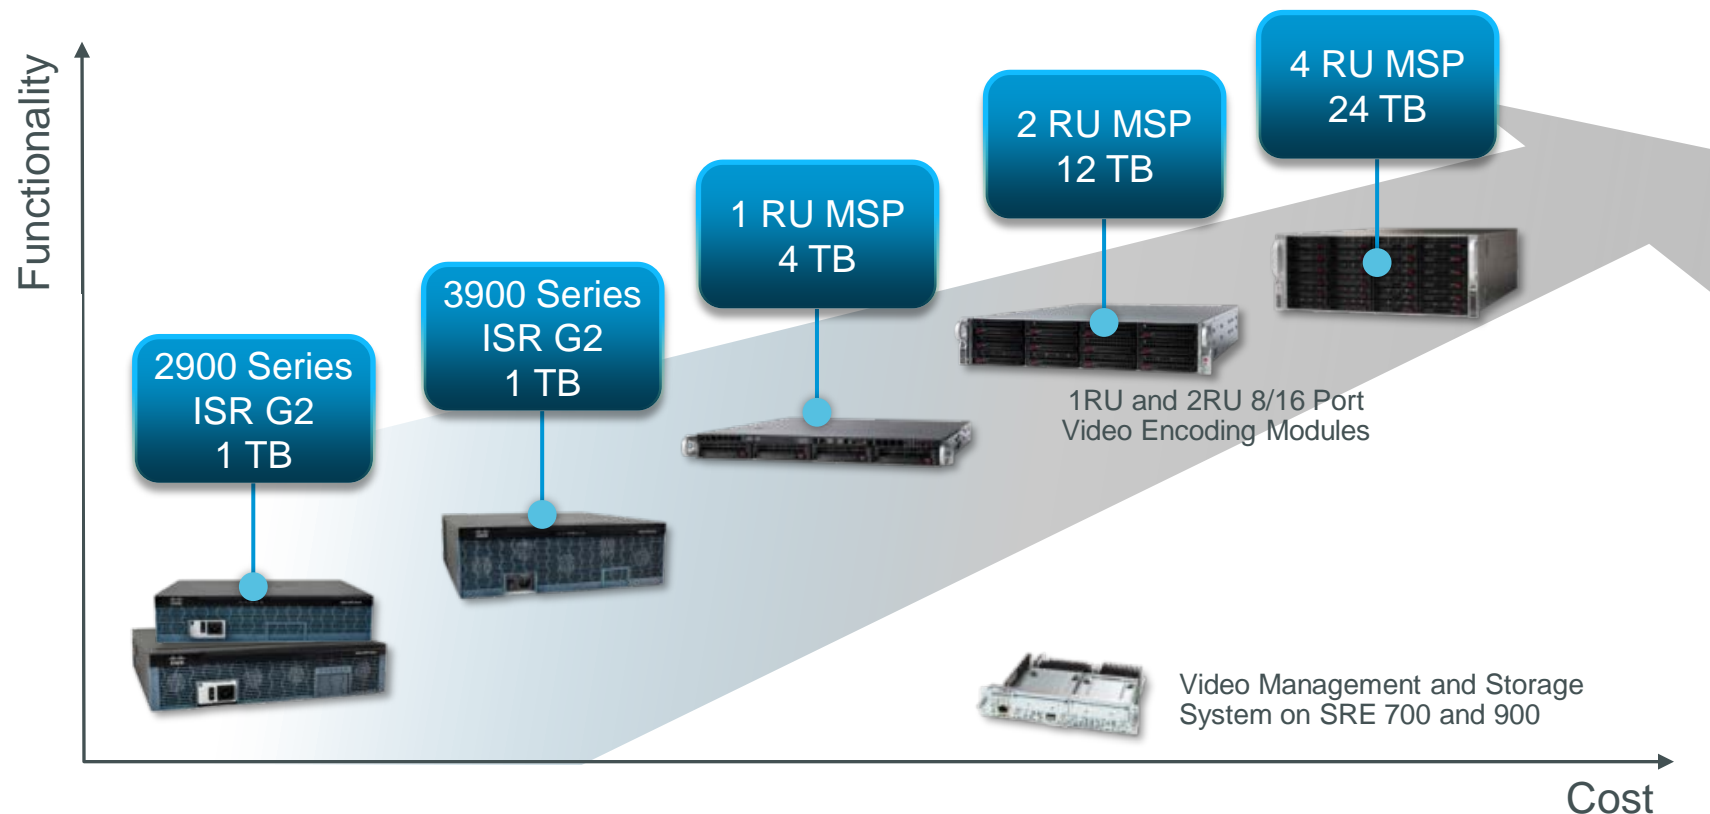 Functionality
2900 Series
ISR G2
1 TB
3900 Series
ISR G2
1 TB
1 RU MSP
4 TB
2 RU MSP
12 TB
4 RU MSP
24 TB
1RU and 2RU 8/16 Port
Video Encoding Modules
Video Management and Storage
System on SRE 700 and 900
Cost